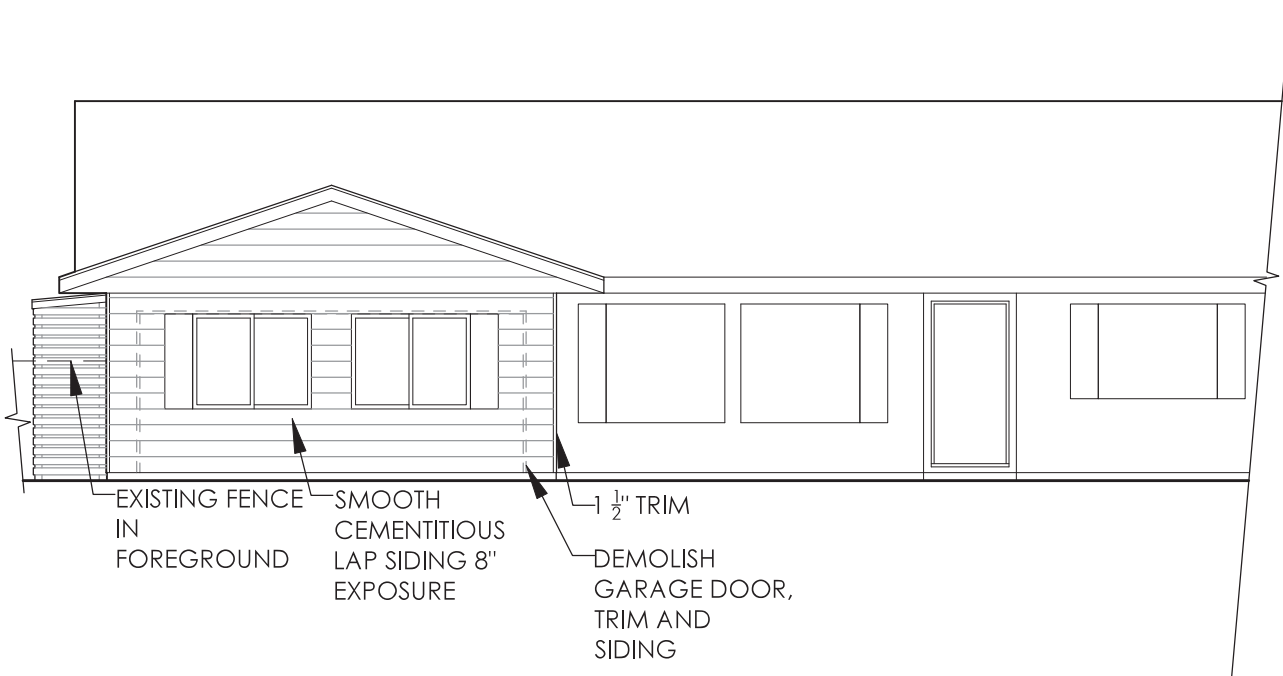 EXISTING FENCE
IN
FOREGROUND
SMOOTH
CEMENTITIOUS
LAP SIDING 8"
EXPOSURE
1 1/2" TRIM
DEMOLISH
GARAGE DOOR,
TRIM AND
SIDING